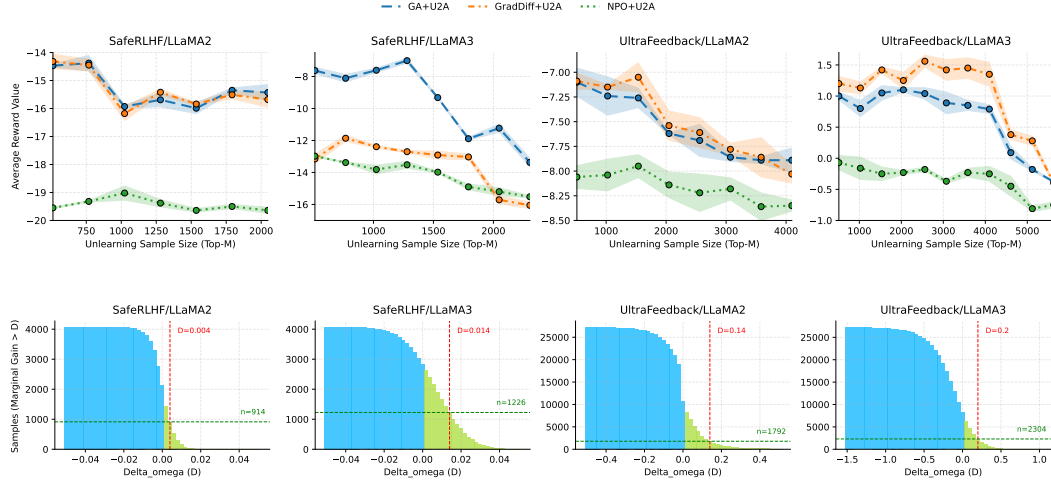 GA+U2A GradDiff+U2A NPO+U2A
SafeRLHF/LLaMA2 SafeRLHF/LLaMA3 UltraFeedback/LLaMA2 UltraFeedback/LLaMA3
Average Reward Value
−14
−15
−16
−17
−18
−19
−20
750 1000 1250 1500 1750 2000
Unlearning Sample Size (Top-M)
−8
−10
−12
−14
−16
1000 1500 2000
Unlearning Sample Size (Top-M)
−7.00
−7.25
−7.50
−7.75
−8.00
−8.25
−8.50
1000 2000 3000 4000
Unlearning Sample Size (Top-M)
1.5
1.0
0.5
0.0
−0.5
−1.0
1000 2000 3000 4000 5000
Unlearning Sample Size (Top-M)
SafeRLHF/LLaMA2 SafeRLHF/LLaMA3 UltraFeedback/LLaMA2 UltraFeedback/LLaMA3
Samples (Marginal Gain > D)
4000
3000
2000
1000
0
D=0.004
n=914
−0.04 −0.02 0.00 0.02 0.04
Delta_omega (D)
4000
3000
2000
1000
0
D=0.014
n=1226
−0.04 −0.02 0.00 0.02 0.04
Delta_omega (D)
25000
20000
15000
10000
5000
0
D=0.14
n=1792
−0.4 −0.2 0.0 0.2 0.4
Delta_omega (D)
25000
20000
15000
10000
5000
0
D=0.2
n=2304
−1.5 −1.0 −0.5 0.0 0.5 1.0
Delta_omega (D)